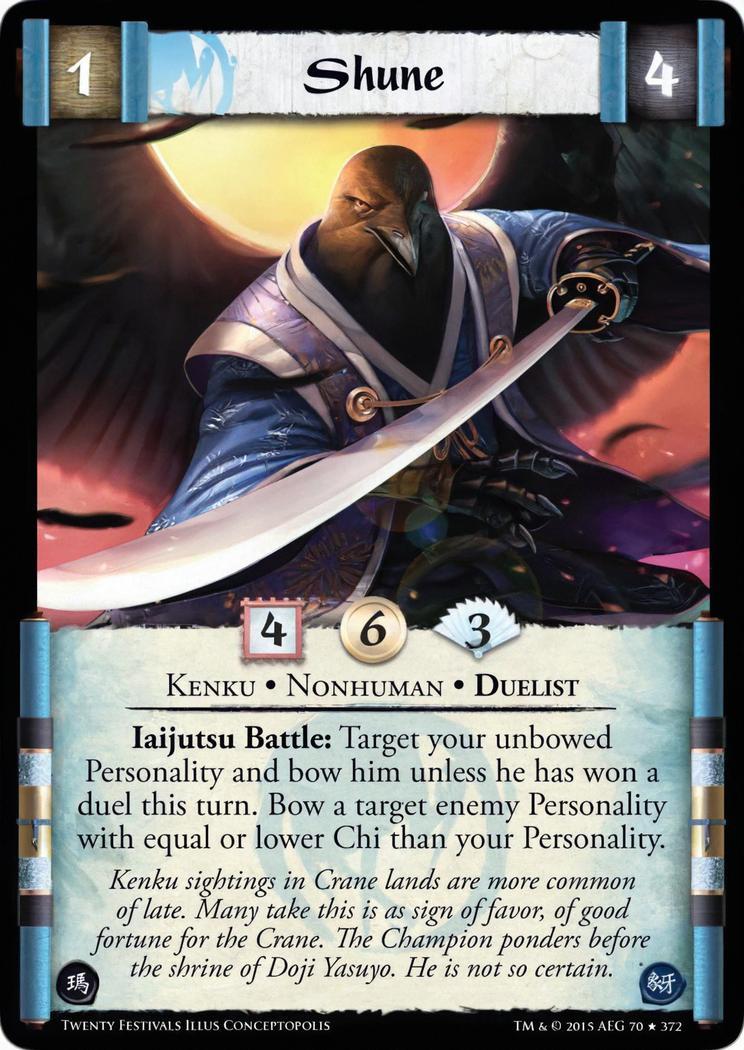 1
Shune
4
4
6
3
Kenku • Nonhuman • Duelist
Iaijutsu Battle: Target your unbowed
Personality and bow him unless he has won a
duel this turn. Bow a target enemy Personality
with equal or lower Chi than your Personality.
Kenku sightings in Crane lands are more common
of late. Many take this is as sign of favor, of good
fortune for the Crane. The Champion ponders before
the shrine of Doji Yasuyo. He is not so certain.
Twenty Festivals Illus Conceptopolis
TM & © 2015 AEG 70 ★ 372